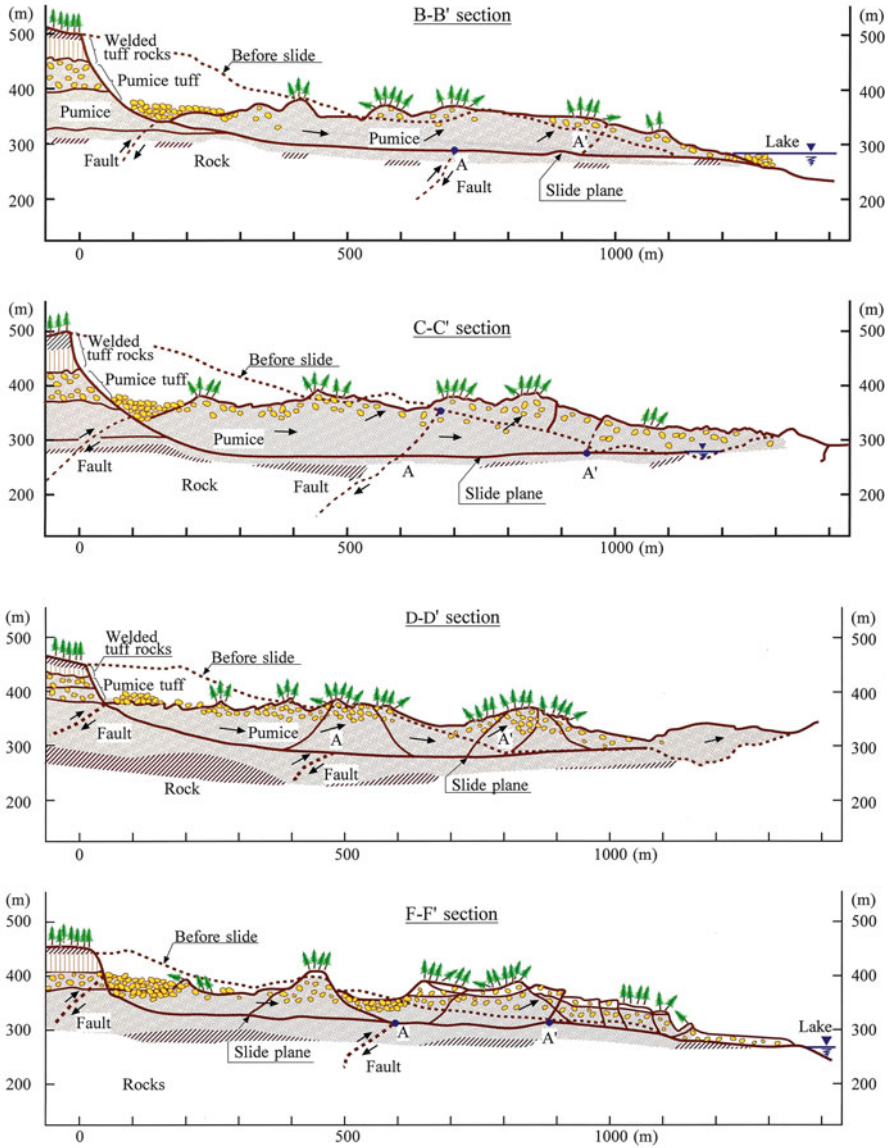 B-B' section
(m)
(m)
500
Welded
tuff rocks
Before slide
500
400
Pumice tuff
400
Pumice
Pumice
A'
Lake
300
300
Fault
Rock
A
Fault
Slide plane
200
200
0
500
1000 (m)
(m)
(m)
C-C' section
500
Welded
tuff rocks
Before slide
500
400
Pumice tuff
400
300
Pumice
300
Fault
A
A'
200
Rock
Fault
Slide plane
200
0
500
1000 (m)
(m)
D-D' section
(m)
500
Welded
tuff rocks
Before slide
500
400
Pumice tuff
400
300
Pumice
A
A'
300
Fault
Fault
Slide plane
200
Rock
200
0
500
1000 (m)
(m)
F-F' section
(m)
500
Before slide
500
400
400
300
Fault
A
A'
Lake
300
Slide plane
Fault
200
Rocks
200
0
500
1000 (m)